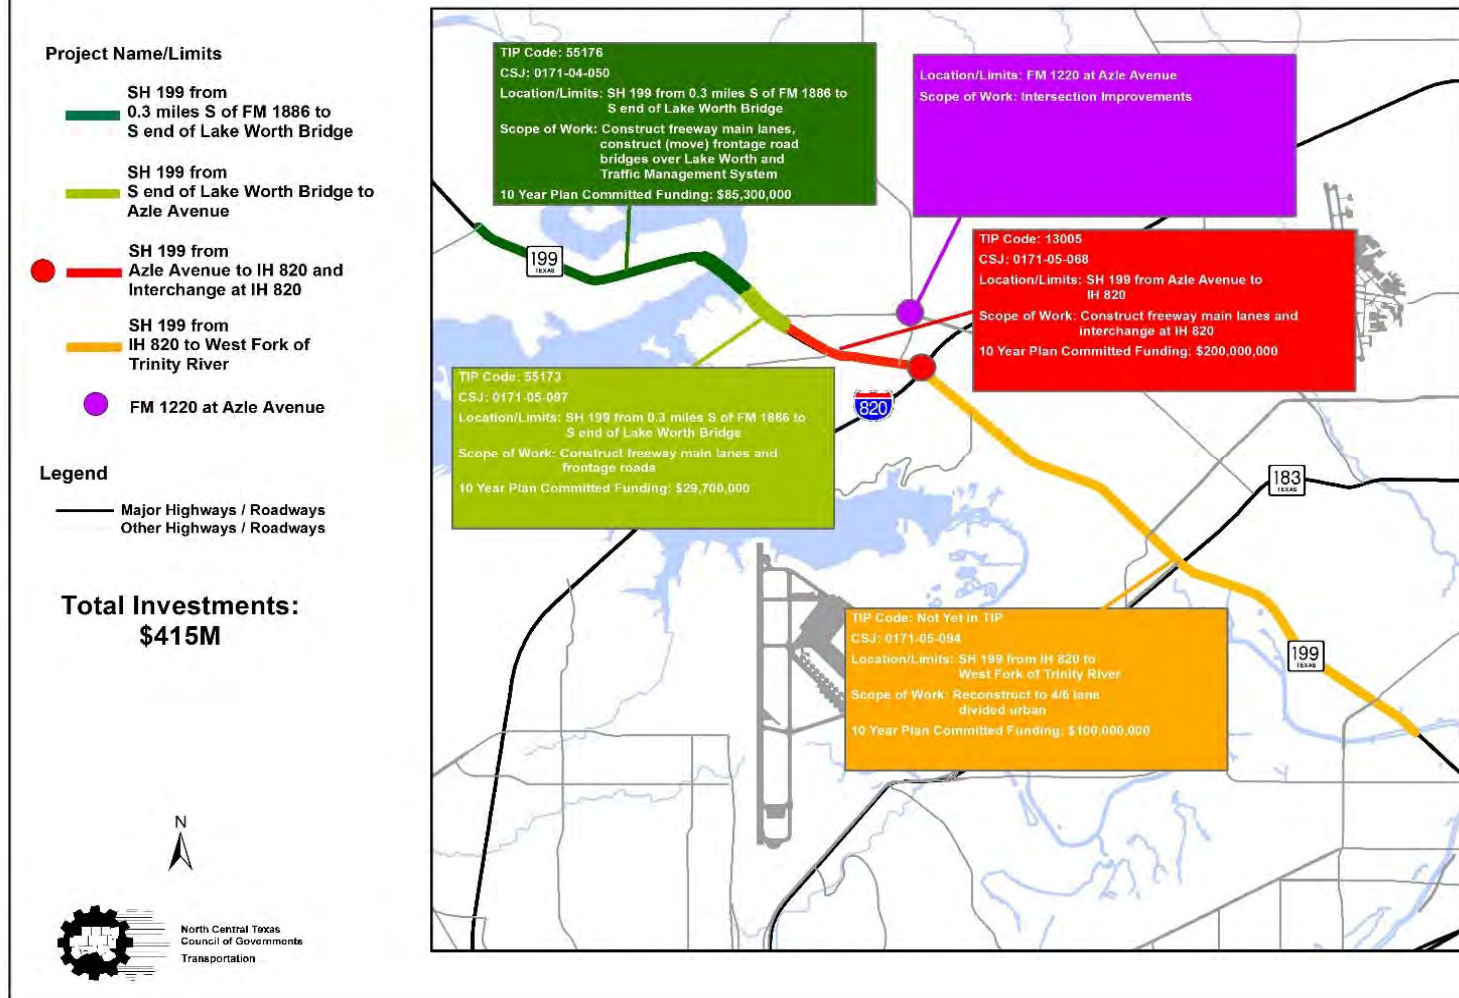 Project Name/Limits
SH 199 from
0.3 miles S of FM 1886 to
S end of Lake Worth Bridge
SH 199 from
S end of Lake Worth Bridge to
Azle Avenue
SH 199 from
Azle Avenue to IH 820 and
Interchange at IH 820
SH 199 from
IH 820 to West Fork of
Trinity River
FM 1220 at Azle Avenue
Legend
Major Highways / Roadways
Other Highways / Roadways
Total Investments:
$415M
N
North Central Texas
Council of Governments
Transportation
TIP Code: 55176
CSJ: 0171-04-050
Location/Limits: SH 199 from 0.3 miles S of FM 1886 to
S end of Lake Worth Bridge
Scope of Work: Construct freeway main lanes,
construct (move) frontage road
bridges over Lake Worth and
Traffic Management System
10 Year Plan Committed Funding: $85,300,000
Location/Limits: FM 1220 at Azle Avenue
Scope of Work: Intersection Improvements
TIP Code: 13005
CSJ: 0171-05-068
Location/Limits: SH 199 from Azle Avenue to
IH 820
Scope of Work: Construct freeway main lanes and
interchange at IH 820
10 Year Plan Committed Funding: $200,000,000
199
TEXAS
TIP Code: 55173
CSJ: 0171-05-097
Location/Limits: SH 199 from 0.3 miles S of FM 1886 to
S end of Lake Worth Bridge
Scope of Work: Construct freeway main lanes and
frontage roads
10 Year Plan Committed Funding: $29,700,000
820
183
TEXAS
TIP Code: Not Yet in TIP
CSJ: 0171-05-094
Location/Limits: SH 199 from IH 820 to
West Fork of Trinity River
Scope of Work: Reconstruct to 4/6 lane
divided urban
10 Year Plan Committed Funding: $100,000,000
199
TEXAS